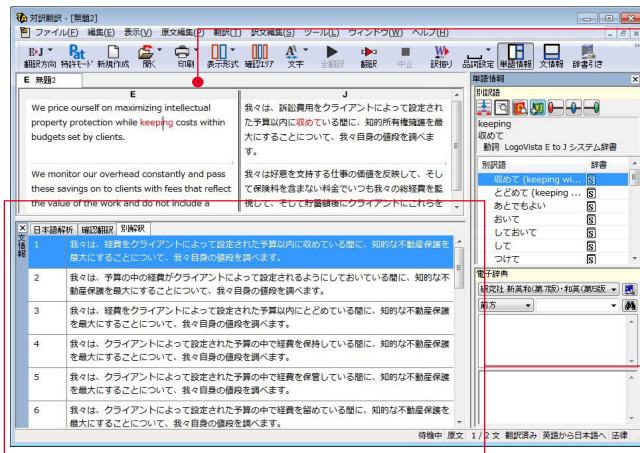 対訳翻訳 - [無題2]
ファイル(F) 編集(E) 表示(V) 原文編集(P) 翻訳(T) 訳文編集(S) ツール(L) ウィンドウ(W) ヘルプ(H)
E▸J Pat W
翻訳方向 特許モード 新規作成 開く 印刷 表示形式 確認エリア 文字 全翻訳 翻訳 中止 訳振り 品詞設定 単語情報 文情報 辞書引き
E 無題2
E
We price ourself on maximizing intellectual
property protection while keeping costs within
budgets set by clients.
We monitor our overhead constantly and pass
these savings on to clients with fees that reflect
the value of the work and do not include a
J
我々は、訴訟費用をクライアントによって設定され
た予算以内に収めている間に、知的所有権擁護を最
大にすることについて、我々自身の値段を調べま
す。
我々は好意を支持する仕事の価値を反映して、そし
て保険料を含まない料金でいつも我々の総経費を監
視して、そして貯蓄額後にクライアントにこれらを
単語情報
別訳語
keeping
収めて
動詞 LogoVista E to J システム辞書
別訳語 辞書
収めて (keeping wi... S
とどめて (keeping ... S
あとでもよい S
おいて S
しておいて S
して S
つけて S
電子辞典
研究社 新英和(第7版)・和英(第5版
前方
文情報
日本語解析 確認翻訳 別解釈
1 我々は、経費をクライアントによって設定された予算以内に収めている間に、知的な不動産保護を
最大にすることについて、我々自身の値段を調べます。
2 我々は、予算の中の経費がクライアントによって設定されるようにしておいている間に、知的な不
動産保護を最大にすることについて、我々自身の値段を調べます。
3 我々は、経費をクライアントによって設定された予算以内にとどめて間に、知的な不動産保護
を最大にすることについて、我々自身の値段を調べます。
4 我々は、クライアントによって設定された予算の中で経費を保持している間に、知的な不動産保護
を最大にすることについて、我々自身の値段を調べます。
5 我々は、クライアントによって設定された予算の中で経費を保管している間に、知的な不動産保護
を最大にすることについて、我々自身の値段を調べます。
6 我々は、クライアントによって設定された予算の中で経費を留めている間に、知的な不動産保護
を最大にすることについて、我々自身の値段を調べます。
待機中 原文 1 / 2 文 翻訳済み 英語から日本語へ 法律